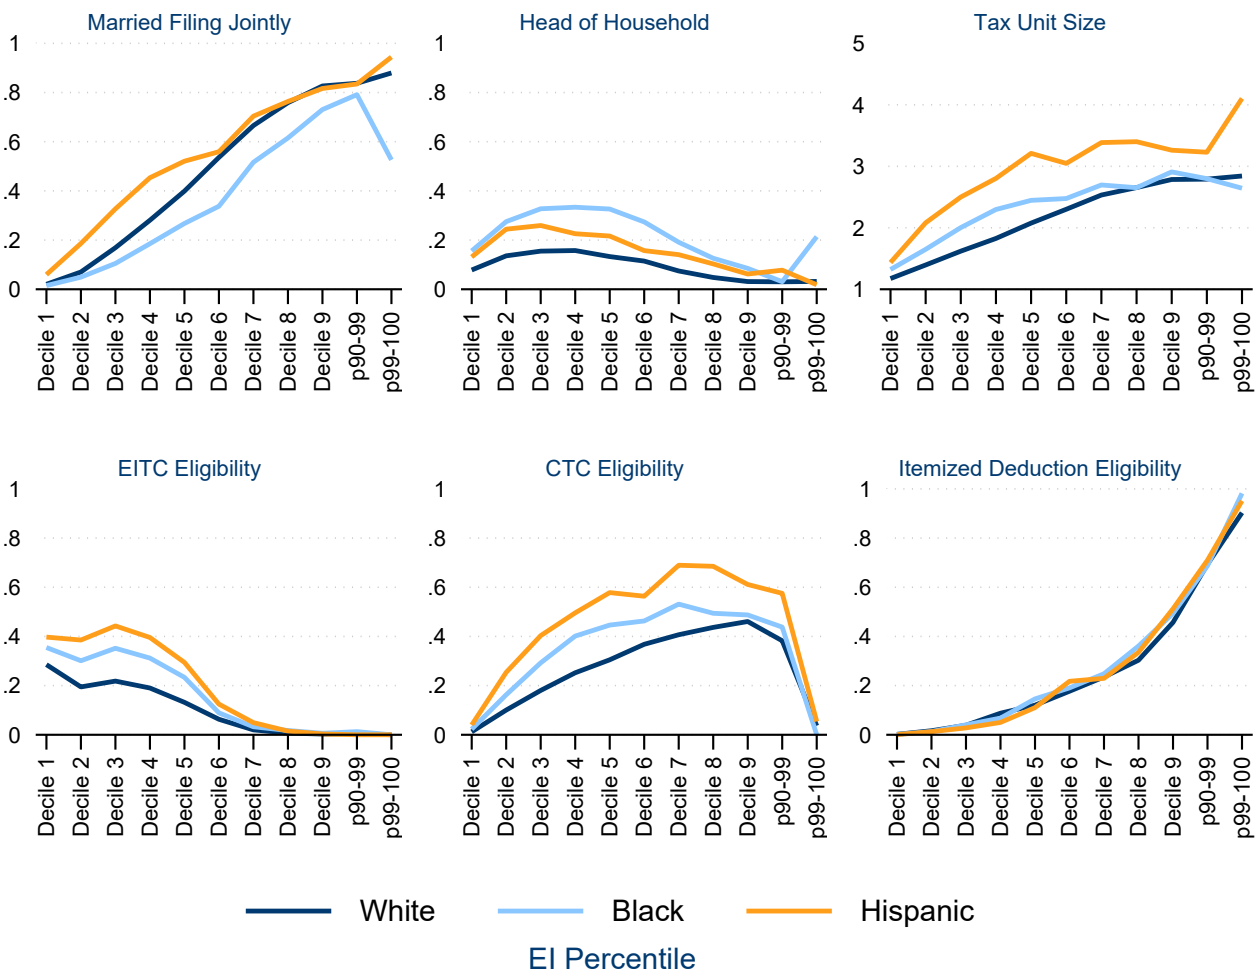 Married Filing Jointly
1
.8
.6
.4
.2
0
Decile 1
Decile 2
Decile 3
Decile 4
Decile 5
Decile 6
Decile 7
Decile 8
Decile 9
p90-99
p99-100
Head of Household
1
.8
.6
.4
.2
0
Decile 1
Decile 2
Decile 3
Decile 4
Decile 5
Decile 6
Decile 7
Decile 8
Decile 9
p90-99
p99-100
Tax Unit Size
5
4
3
2
1
Decile 1
Decile 2
Decile 3
Decile 4
Decile 5
Decile 6
Decile 7
Decile 8
Decile 9
p90-99
p99-100
EITC Eligibility
1
.8
.6
.4
.2
0
Decile 1
Decile 2
Decile 3
Decile 4
Decile 5
Decile 6
Decile 7
Decile 8
Decile 9
p90-99
p99-100
CTC Eligibility
1
.8
.6
.4
.2
0
Decile 1
Decile 2
Decile 3
Decile 4
Decile 5
Decile 6
Decile 7
Decile 8
Decile 9
p90-99
p99-100
Itemized Deduction Eligibility
1
.8
.6
.4
.2
0
Decile 1
Decile 2
Decile 3
Decile 4
Decile 5
Decile 6
Decile 7
Decile 8
Decile 9
p90-99
p99-100
White
Black
Hispanic
EI Percentile